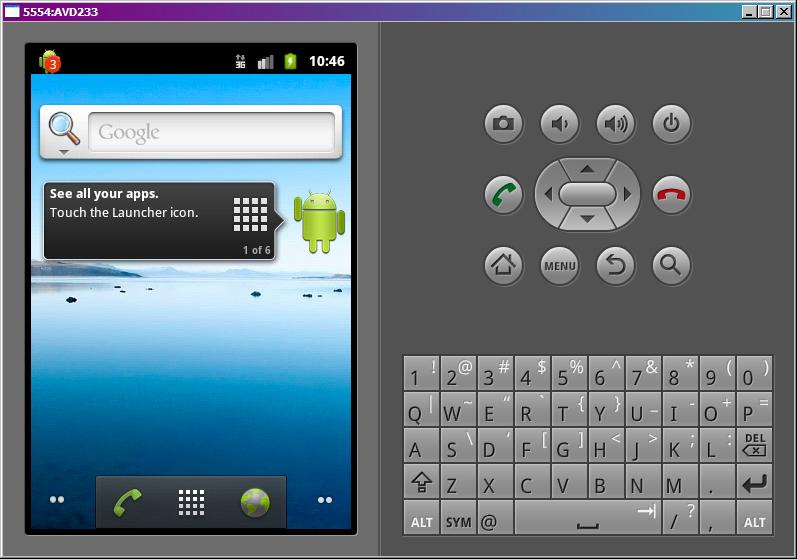 5554:AVD233
3
3G
10:46
Google
See all your apps.
Touch the Launcher icon.
1 of 6
MENU
1 ! 2 @ 3 # 4 $ 5 % 6 ^ 7 & 8 * 9 ( 0 )
Q | W ~ E “ R ` T { Y } U _ I - O + P =
A S \ D ‘ F [ G ] H < J > K ; L : DEL
Z X C V B N M .
ALT SYM @ / ? , ALT